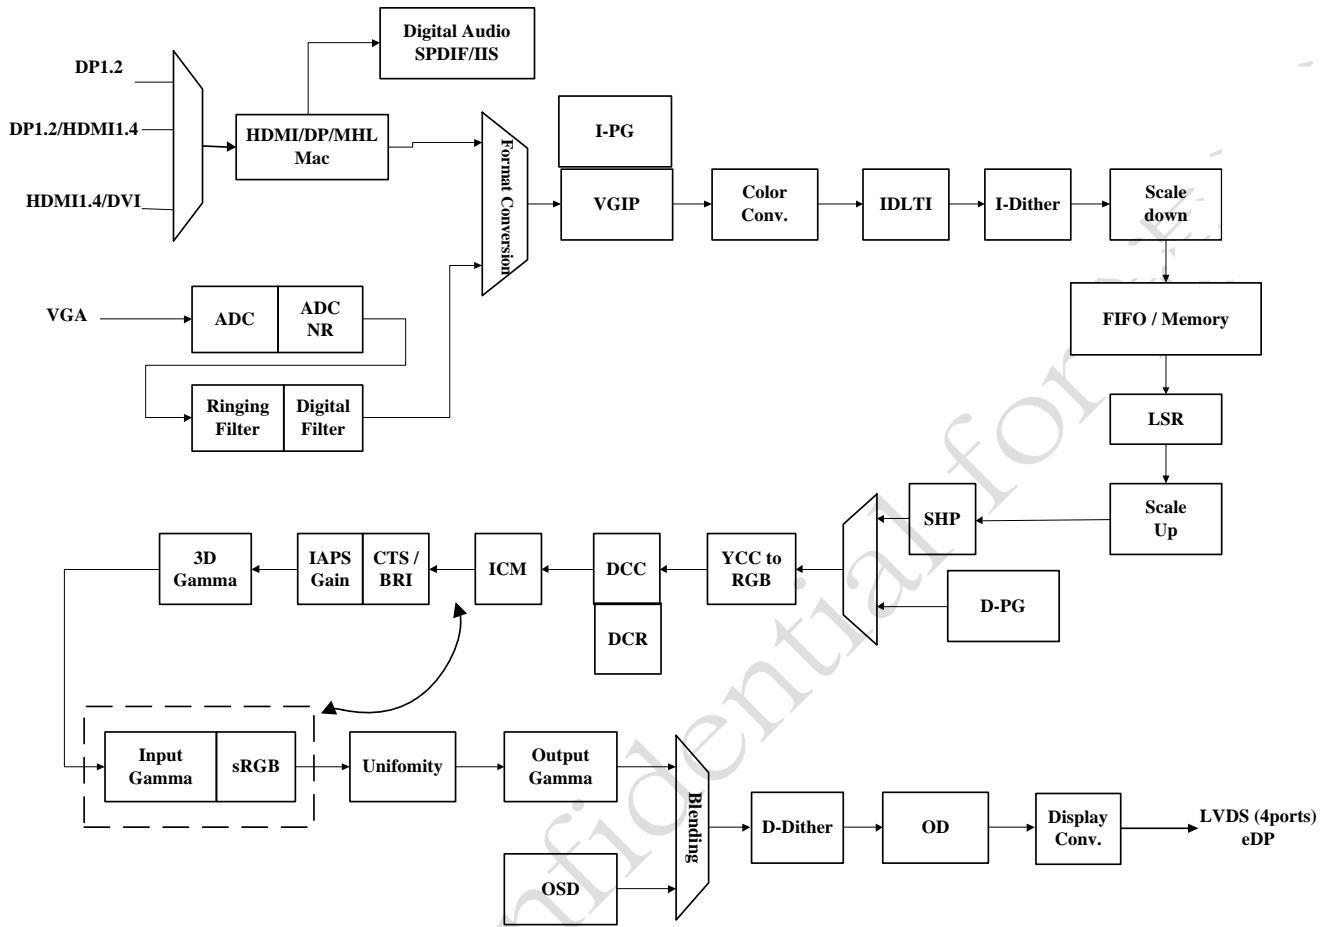 Digital Audio
SPDIF/IIS
DP1.2
DP1.2/HDMI1.4
HDMI1.4/DVI
HDMI/DP/MHL
Mac
Format Conversion
I-PG
VGIP
Color
Conv.
IDLTI
I-Dither
Scale
down
VGA
ADC
ADC
NR
Ringing
Filter
Digital
Filter
FIFO / Memory
LSR
Scale
Up
SHP
D-PG
YCC to
RGB
DCC
DCR
ICM
CTS /
BRI
IAPS
Gain
3D
Gamma
Input
Gamma
sRGB
Unifomity
Output
Gamma
OSD
Blending
D-Dither
OD
Display
Conv.
LVDS (4ports)
eDP
nfidential for